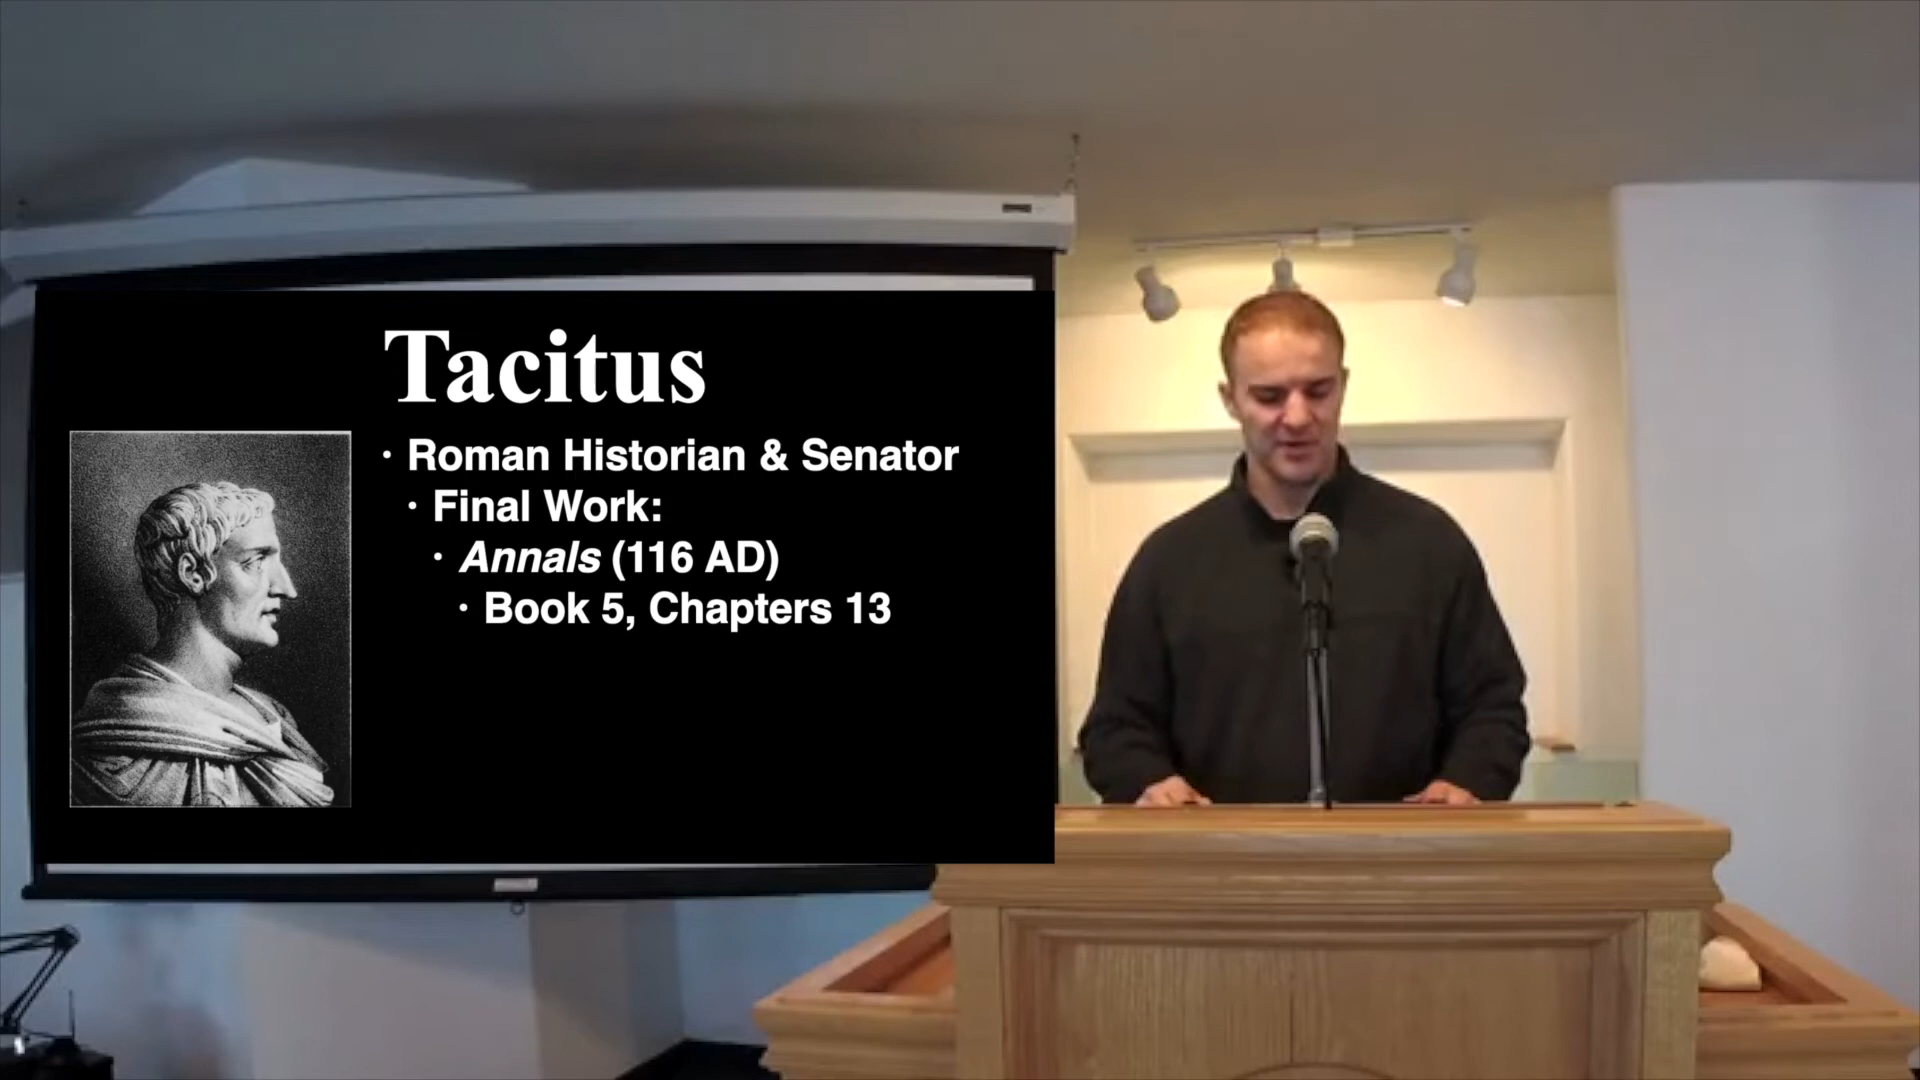 Tacitus
· Roman Historian & Senator
· Final Work:
· Annals (116 AD)
· Book 5, Chapters 13